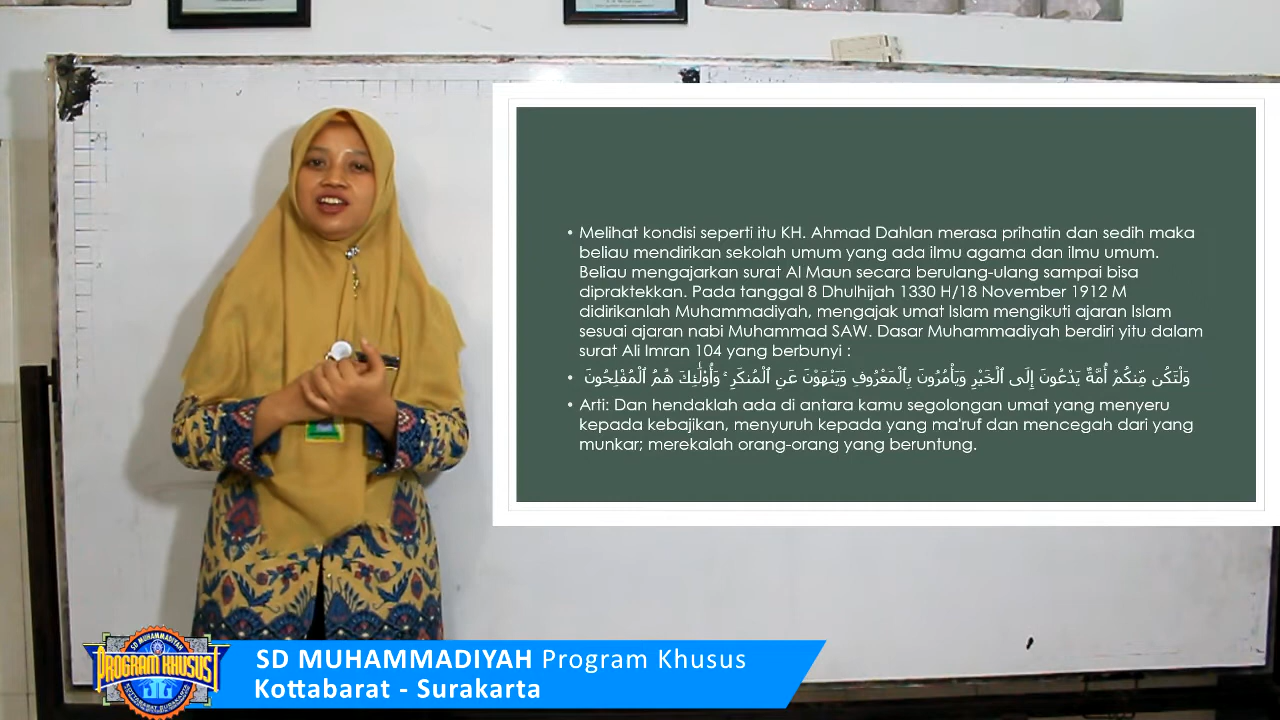 • Melihat kondisi seperti itu KH. Ahmad Dahlan merasa prihatin dan sedih maka
beliau mendirikan sekolah umum yang ada ilmu agama dan ilmu umum.
Beliau mengajarkan surat Al Maun secara berulang-ulang sampai bisa
dipraktekkan. Pada tanggal 8 Dhulhijah 1330 H/18 November 1912 M
didirikanlah Muhammadiyah, mengajak umat Islam mengikuti ajaran Islam
sesuai ajaran nabi Muhammad SAW. Dasar Muhammadiyah berdiri yitu dalam
surat Ali Imran 104 yang berbunyi :
• وَلْتَكُن مِّنكُمْ أُمَّةٌ يَدْعُونَ إِلَى ٱلْخَيْرِ وَيَأْمُرُونَ بِٱلْمَعْرُوفِ وَيَنْهَوْنَ عَنِ ٱلْمُنكَرِ ۚ وَأُو۟لَٰٓئِكَ هُمُ ٱلْمُفْلِحُونَ
• Arti: Dan hendaklah ada di antara kamu segolongan umat yang menyeru
kepada kebajikan, menyuruh kepada yang ma'ruf dan mencegah dari yang
munkar; merekalah orang-orang yang beruntung.
SD MUHAMMADIYAH
PROGRAM KHUSUS
KOTTABARAT SURAKARTA
SD MUHAMMADIYAH Program Khusus
Kottabarat - Surakarta